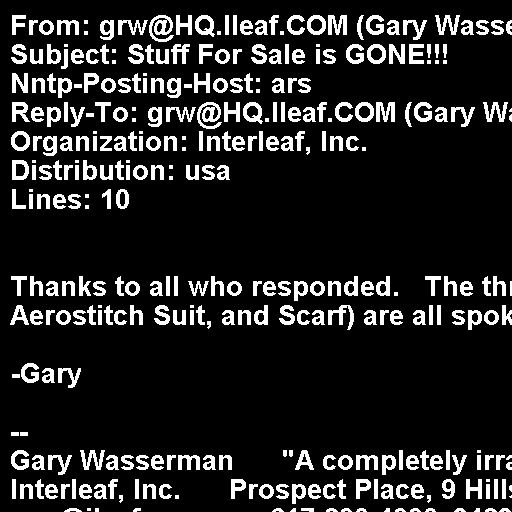 From: grw@HQ.Ileaf.COM (Gary Wasse
Subject: Stuff For Sale is GONE!!!
Nntp-Posting-Host: ars
Reply-To: grw@HQ.Ileaf.COM (Gary Wa
Organization: Interleaf, Inc.
Distribution: usa
Lines: 10
Thanks to all who responded. The thr
Aerostitch Suit, and Scarf) are all spok
-Gary
--
Gary Wasserman "A completely irra
Interleaf, Inc. Prospect Place, 9 Hills